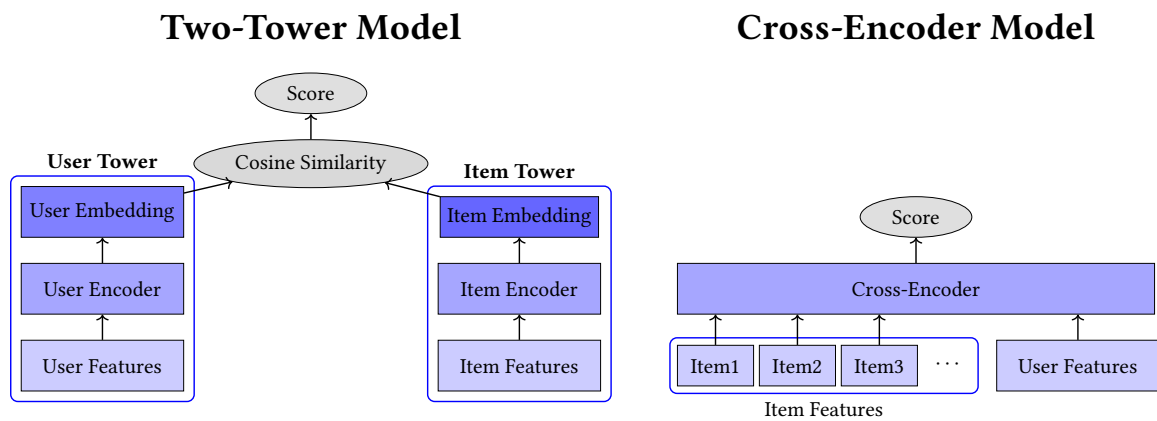 Two-Tower Model
Score
Cosine Similarity
User Tower
User Embedding
User Encoder
User Features
Item Tower
Item Embedding
Item Encoder
Item Features
Cross-Encoder Model
Score
Cross-Encoder
Item1 Item2 Item3 ... User Features
Item Features